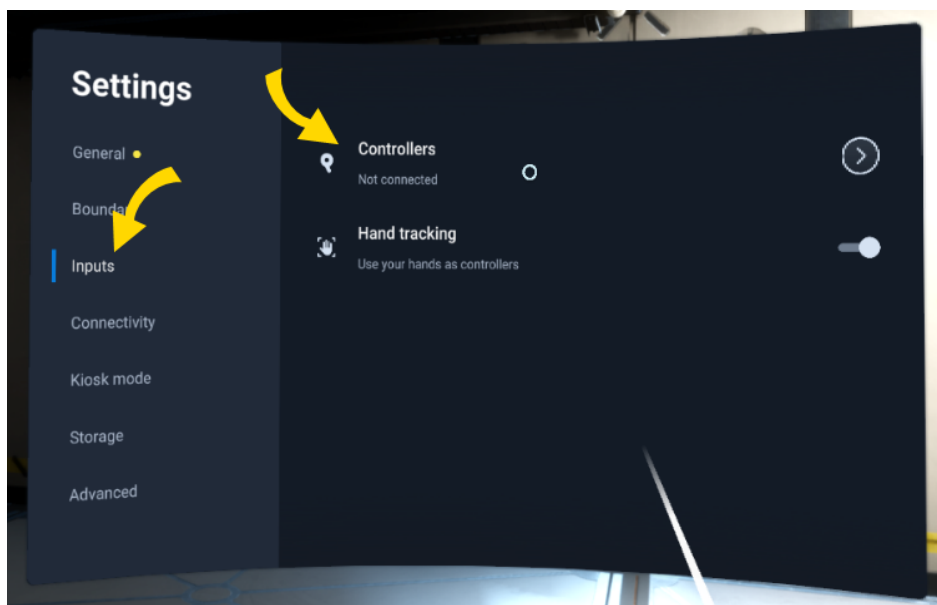 Settings
General
Inputs
Connectivity
Kiosk mode
Storage
Advanced
Controllers
Not connected
Hand tracking
Use your hands as controllers